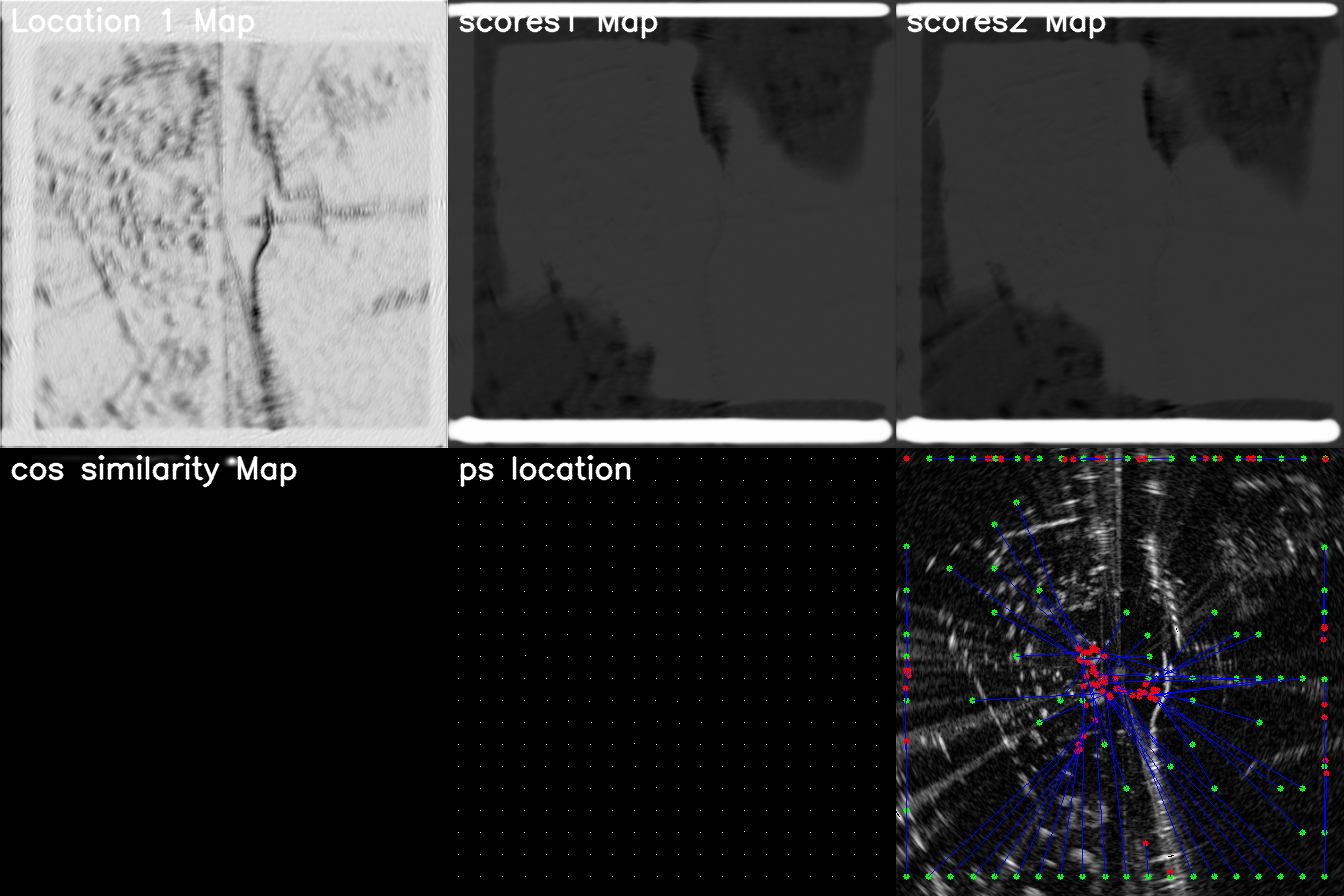 Location 1 Map
scores1 Map
scores2 Map
cos similarity Map
ps location